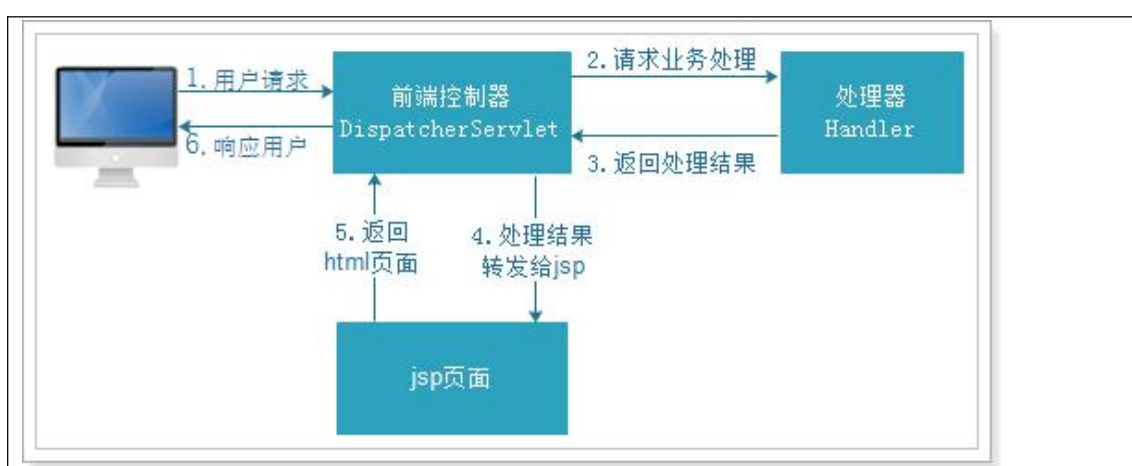 1.用户请求
6.响应用户
前端控制器
DispatcherServlet
2.请求业务处理
3.返回处理结果
处理器
Handler
5.返回
html页面
4.处理结果
转发给jsp
jsp页面